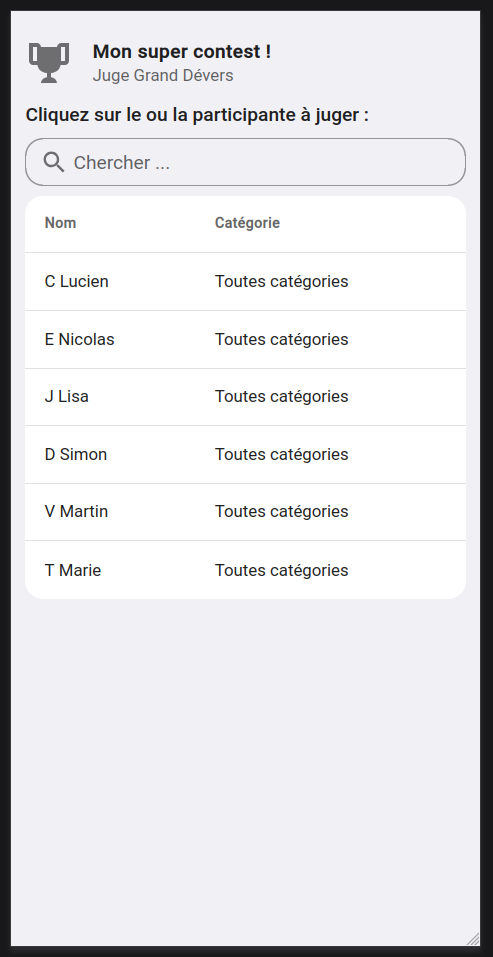 Mon super contest !
Juge Grand Dévers
Cliquez sur le ou la participante à juger :
Chercher ...
Nom Catégorie
C Lucien Toutes catégories
E Nicolas Toutes catégories
J Lisa Toutes catégories
D Simon Toutes catégories
V Martin Toutes catégories
T Marie Toutes catégories